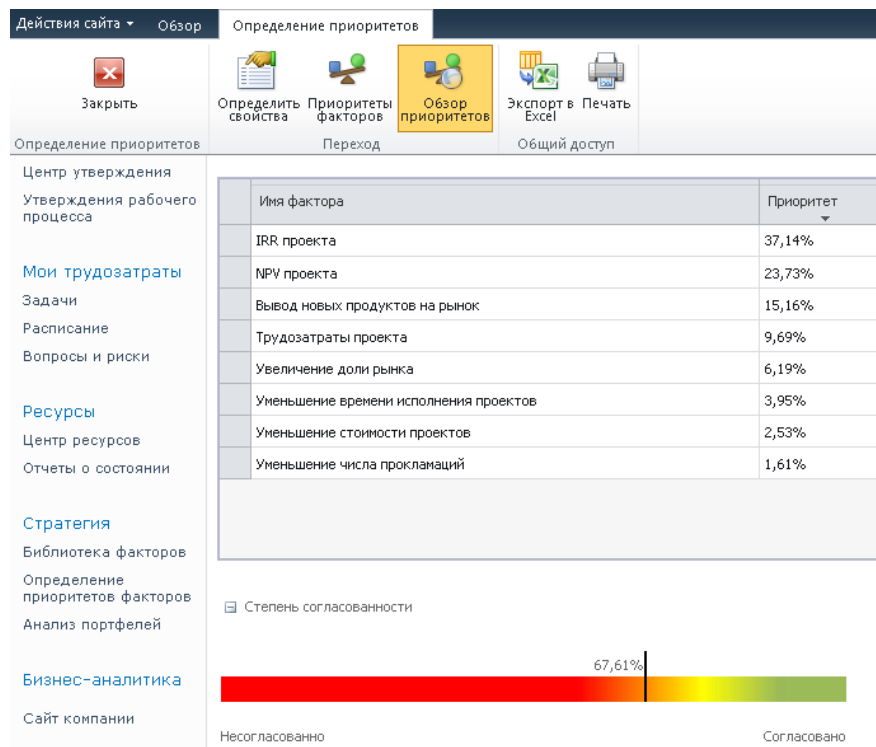 Действия сайта
Обзор
Определение приоритетов
Закрыть
Определить свойства
Приоритеты факторов
Обзор приоритетов
Экспорт в Excel
Печать
Определение приоритетов
Переход
Общий доступ
Центр утверждения
Утверждения рабочего
процесса
Мои трудозатраты
Задачи
Расписание
Вопросы и риски
Ресурсы
Центр ресурсов
Отчеты о состоянии
Стратегия
Библиотека факторов
Определение
приоритетов факторов
Анализ портфелей
Бизнес-аналитика
Сайт компании
Имя фактора Приоритет
IRR проекта 37,14%
NPV проекта 23,73%
Вывод новых продуктов на рынок 15,16%
Трудозатраты проекта 9,69%
Увеличение доли рынка 6,19%
Уменьшение времени исполнения проектов 3,95%
Уменьшение стоимости проектов 2,53%
Уменьшение числа прокламаций 1,61%
Степень согласованности
67,61%
Несогласованно Согласовано